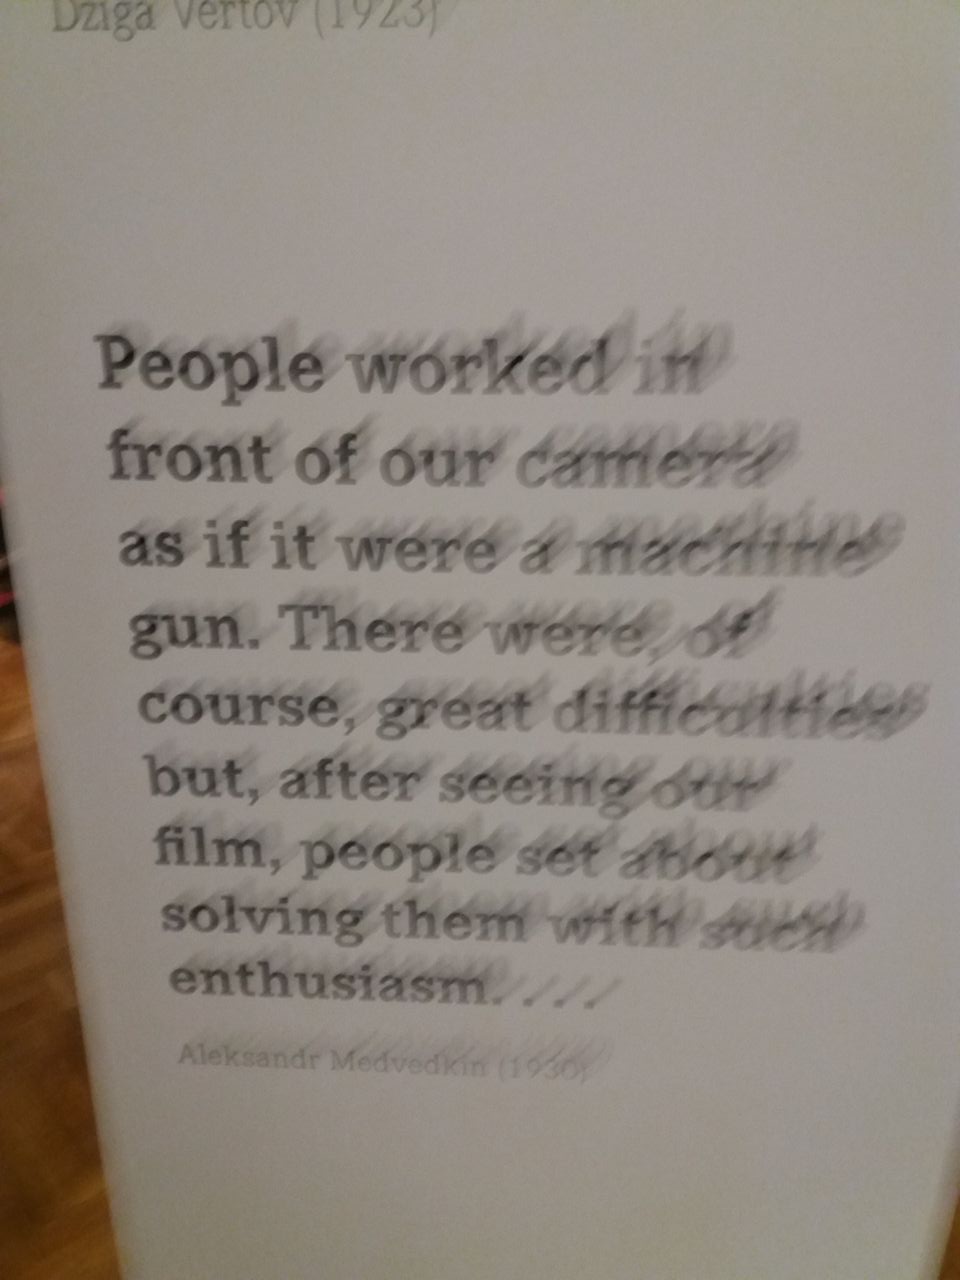 Dziga Vertov (1923)
People worked in
front of our camera
as if it were a machine
gun. There were, of
course, great difficulties
but, after seeing our
film, people set about
solving them with such
enthusiasm. . . .
Aleksandr Medvedkin (1930)